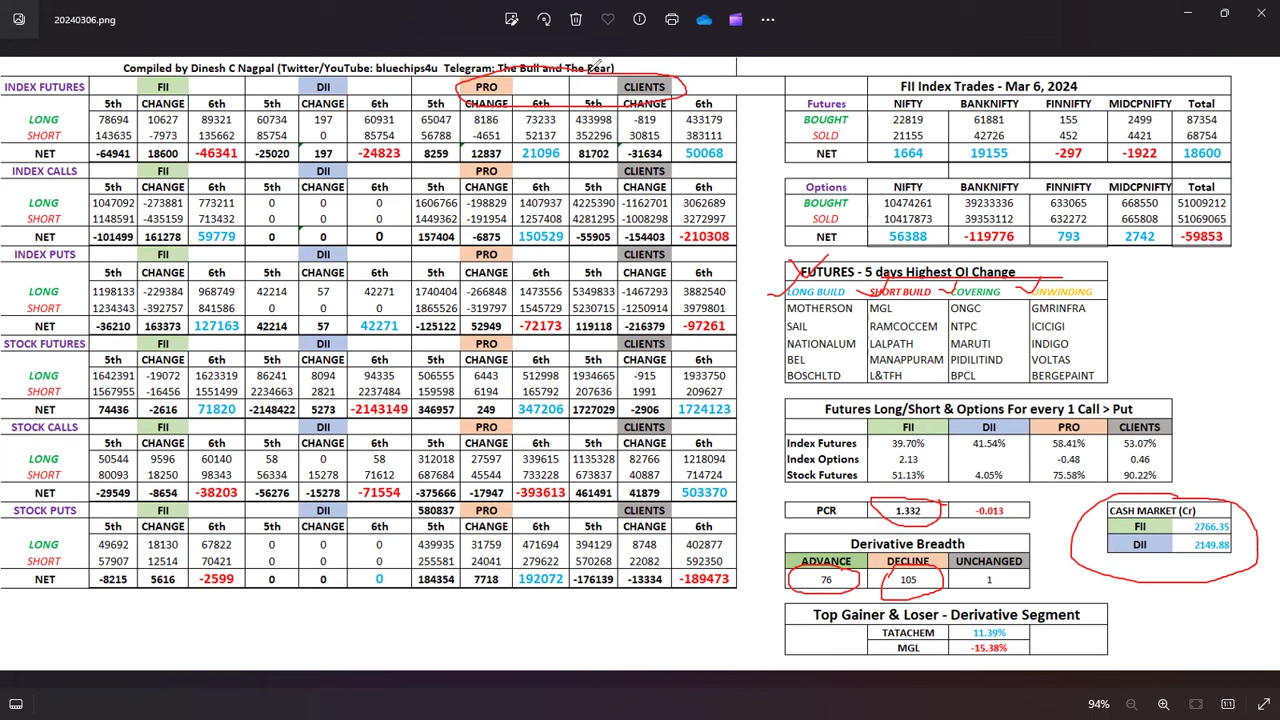 20240306.png
Compiled by Dinesh C Nagpal (Twitter/YouTube: bluechips4u Telegram: The Bull and The Bear)
INDEX FUTURES FII DII PRO CLIENTS
5th CHANGE 6th 5th CHANGE 6th 5th CHANGE 6th 5th CHANGE 6th
LONG 78694 10627 89321 60734 197 60931 65047 8186 73233 433998 -819 433179
SHORT 143635 -7973 135662 85754 0 85754 56788 -4651 52137 352296 30815 383111
NET -64941 18600 -46341 -25020 197 -24823 8259 12837 21096 81702 -31634 50068
INDEX CALLS FII DII PRO CLIENTS
5th CHANGE 6th 5th CHANGE 6th 5th CHANGE 6th 5th CHANGE 6th
LONG 1047092 -273881 773211 0 0 0 1606766 -198829 1407937 4225390 -1162701 3062689
SHORT 1148591 -435159 713432 0 0 0 1449362 -191954 1257408 4281295 -1008298 3272997
NET -101499 161278 59779 0 0 0 157404 -6875 150529 -55905 -154403 -210308
INDEX PUTS FII DII PRO CLIENTS
5th CHANGE 6th 5th CHANGE 6th 5th CHANGE 6th 5th CHANGE 6th
LONG 1198133 -229384 968749 42214 57 42271 1740404 -266848 1473556 5349833 -1467293 3882540
SHORT 1234343 -392757 841586 0 0 0 1865526 -319797 1545729 5230715 -1250914 3979801
NET -36210 163373 127163 42214 57 42271 -125122 52949 -72173 119118 -216379 -97261
STOCK FUTURES FII DII PRO CLIENTS
5th CHANGE 6th 5th CHANGE 6th 5th CHANGE 6th 5th CHANGE 6th
LONG 1642391 -19072 1623319 86241 8094 94335 506555 6443 512998 1934665 -915 1933750
SHORT 1567955 -16456 1551499 2234663 2821 2237484 159598 6194 165792 207636 1991 209627
NET 74436 -2616 71820 -2148422 5273 -2143149 346957 249 347206 1727029 -2906 1724123
STOCK CALLS FII DII PRO CLIENTS
5th CHANGE 6th 5th CHANGE 6th 5th CHANGE 6th 5th CHANGE 6th
LONG 50544 9596 60140 58 0 58 312018 27597 339615 1135328 82766 1218094
SHORT 80093 18250 98343 56334 15278 71612 687684 45544 733228 673837 40887 714724
NET -29549 -8654 -38203 -56276 -15278 -71554 -375666 -17947 -393613 461491 41879 503370
STOCK PUTS FII DII 580837 PRO CLIENTS
5th CHANGE 6th 5th CHANGE 6th 5th CHANGE 6th 5th CHANGE 6th
LONG 49692 18130 67822 0 0 0 439935 31759 471694 394129 8748 402877
SHORT 57907 12514 70421 0 0 0 255581 24041 279622 570268 22082 592350
NET -8215 5616 -2599 0 0 0 184354 7718 192072 -176139 -13334 -189473
FII Index Trades - Mar 6, 2024
Futures NIFTY BANKNIFTY FINNIFTY MIDCPNIFTY Total
BOUGHT 22819 61881 155 2499 87354
SOLD 21155 42726 452 4421 68754
NET 1664 19155 -297 -1922 18600
Options NIFTY BANKNIFTY FINNIFTY MIDCPNIFTY Total
BOUGHT 10474261 39233336 633065 668550 51009212
SOLD 10417873 39353112 632272 665808 51069065
NET 56388 -119776 793 2742 -59853
FUTURES - 5 days Highest OI Change
LONG BUILD SHORT BUILD COVERING UNWINDING
MOTHERSON MGL ONGC GMRINFRA
SAIL RAMCOCEM NTPC ICICIGI
NATIONALUM LALPATH MARUTI INDIGO
BEL MANAPPURAM PIDILITIND VOLTAS
BOSCHLTD L&TFH BPCL BERGEPAINT
Futures Long/Short & Options For every 1 Call > Put
FII DII PRO CLIENTS
Index Futures 39.70% 41.54% 58.41% 53.07%
Index Options 2.13 -0.48 0.46
Stock Futures 51.13% 4.05% 75.58% 90.22%
PCR 1.332 -0.013
CASH MARKET (Cr)
FII 2766.35
DII 2149.88
Derivative Breadth
ADVANCE DECLINE UNCHANGED
76 105 1
Top Gainer & Loser - Derivative Segment
TATACHEM 11.39%
MGL -15.38%
94%